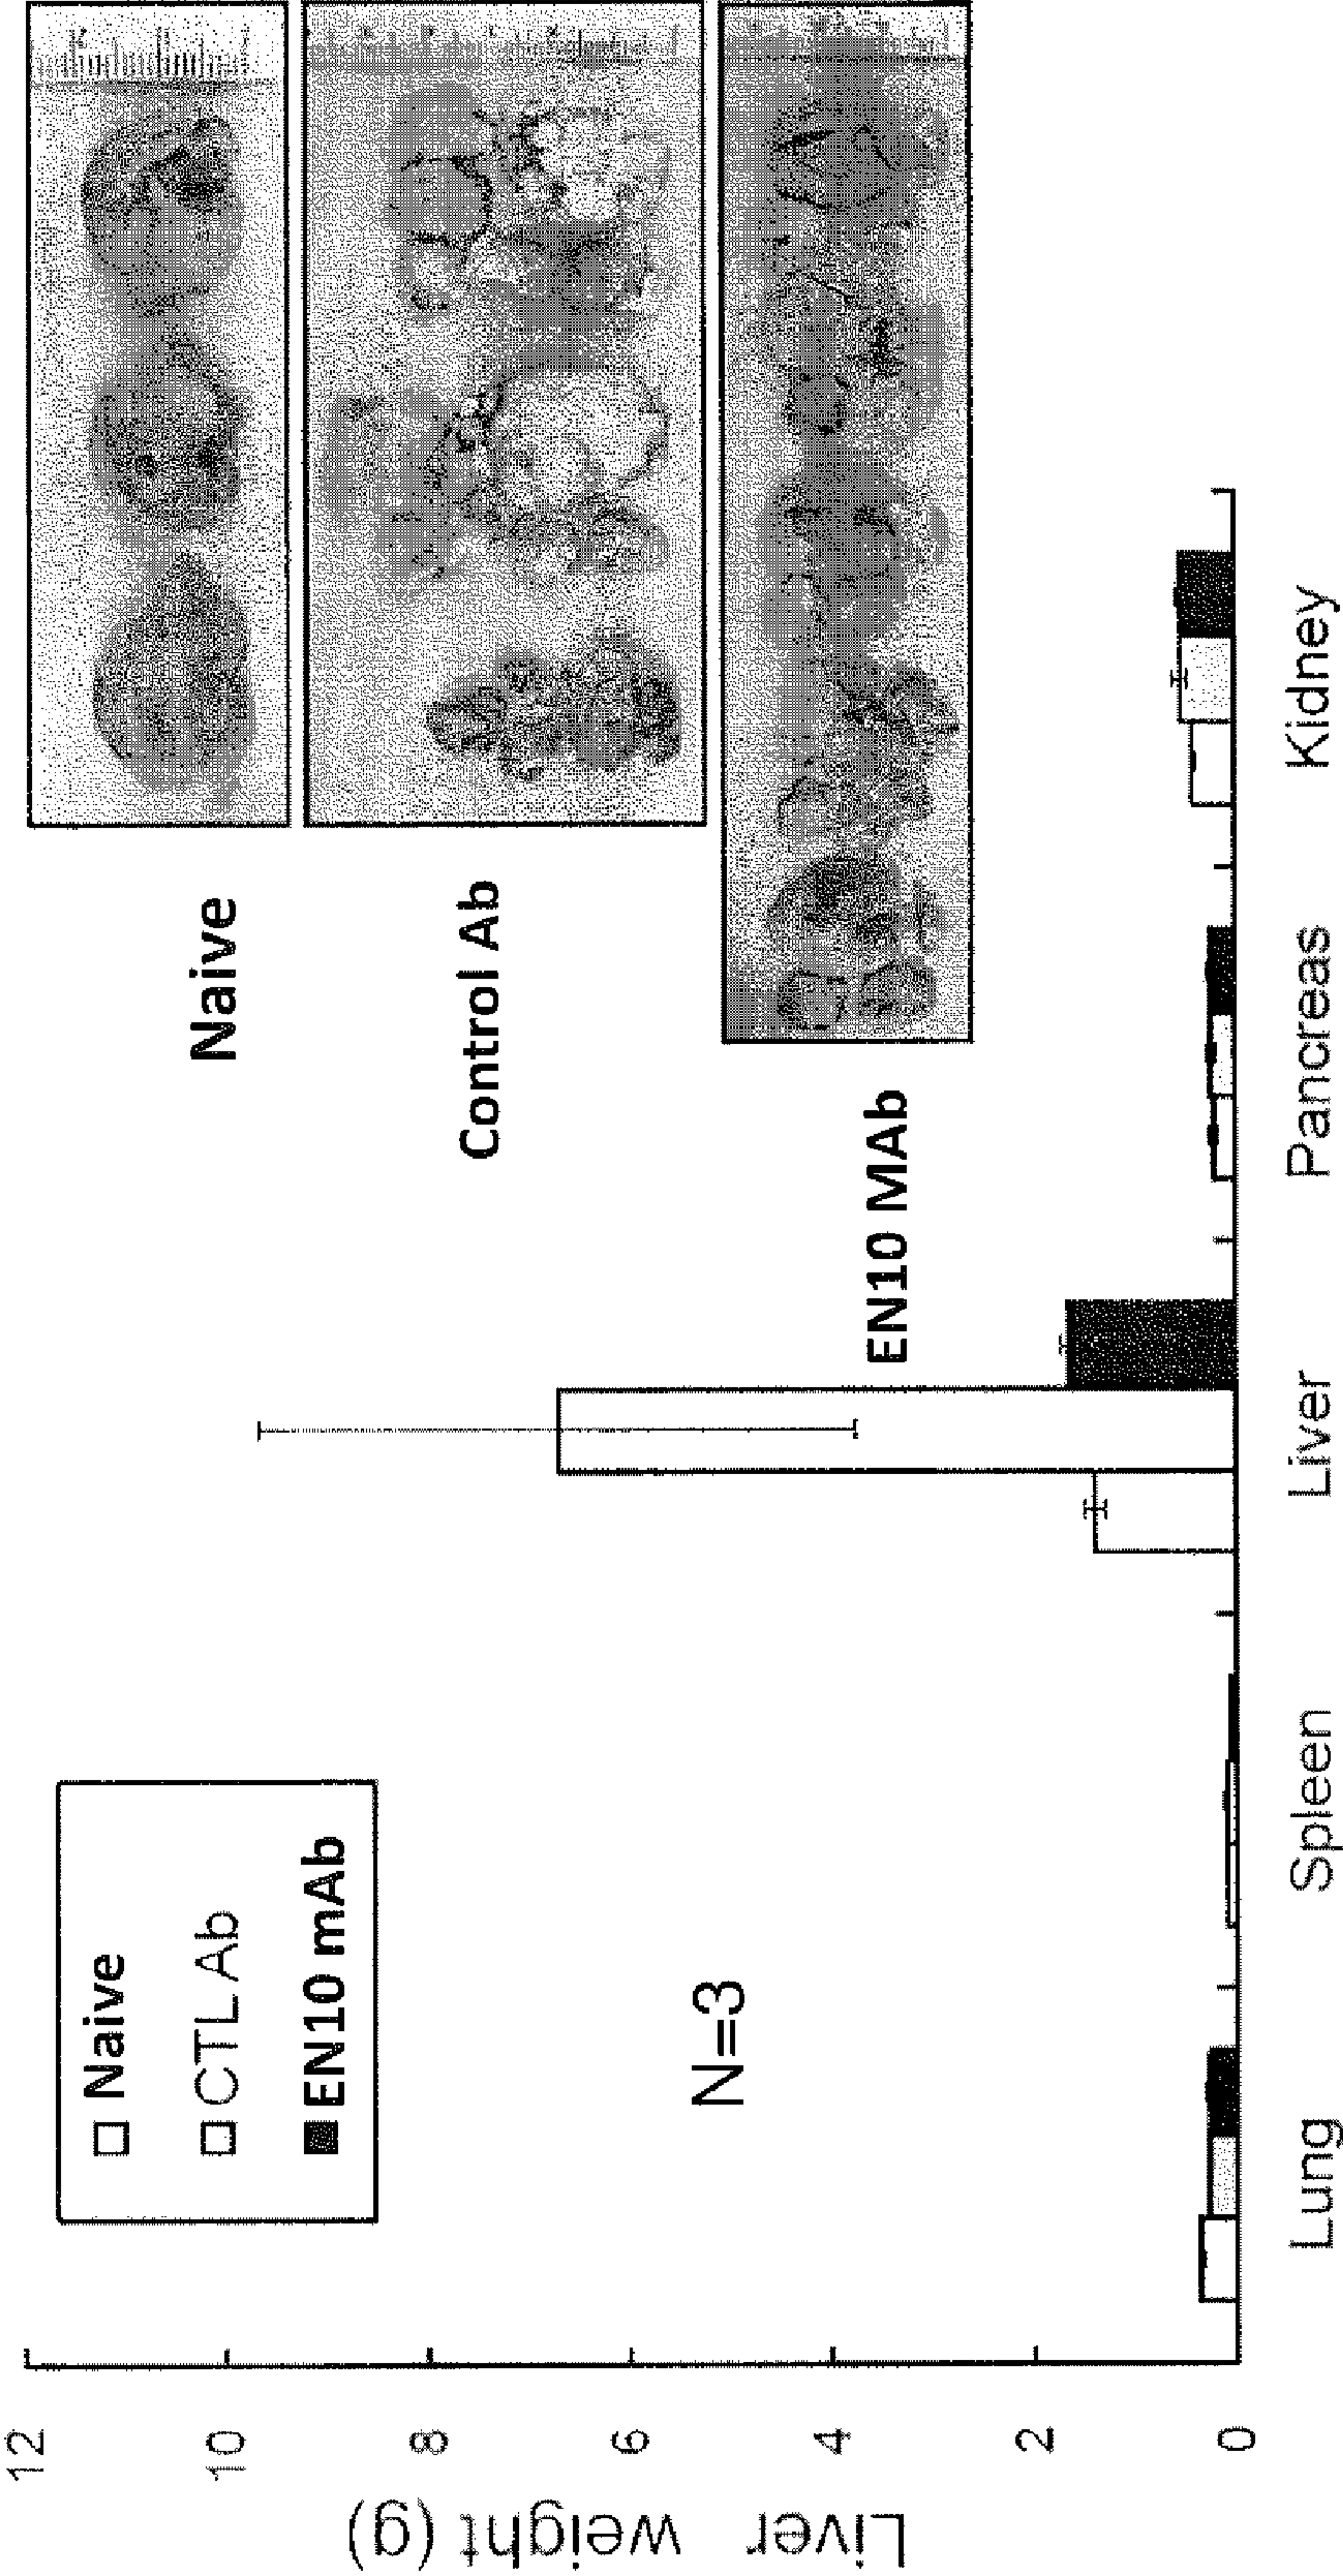 Liver weight (g)
12
10
8
6
4
2
0
Naive
CTL Ab
EN10 mAb
N=3
Naive
Control Ab
EN10 MAb
Lung
Spleen
Liver
Pancreas
Kidney